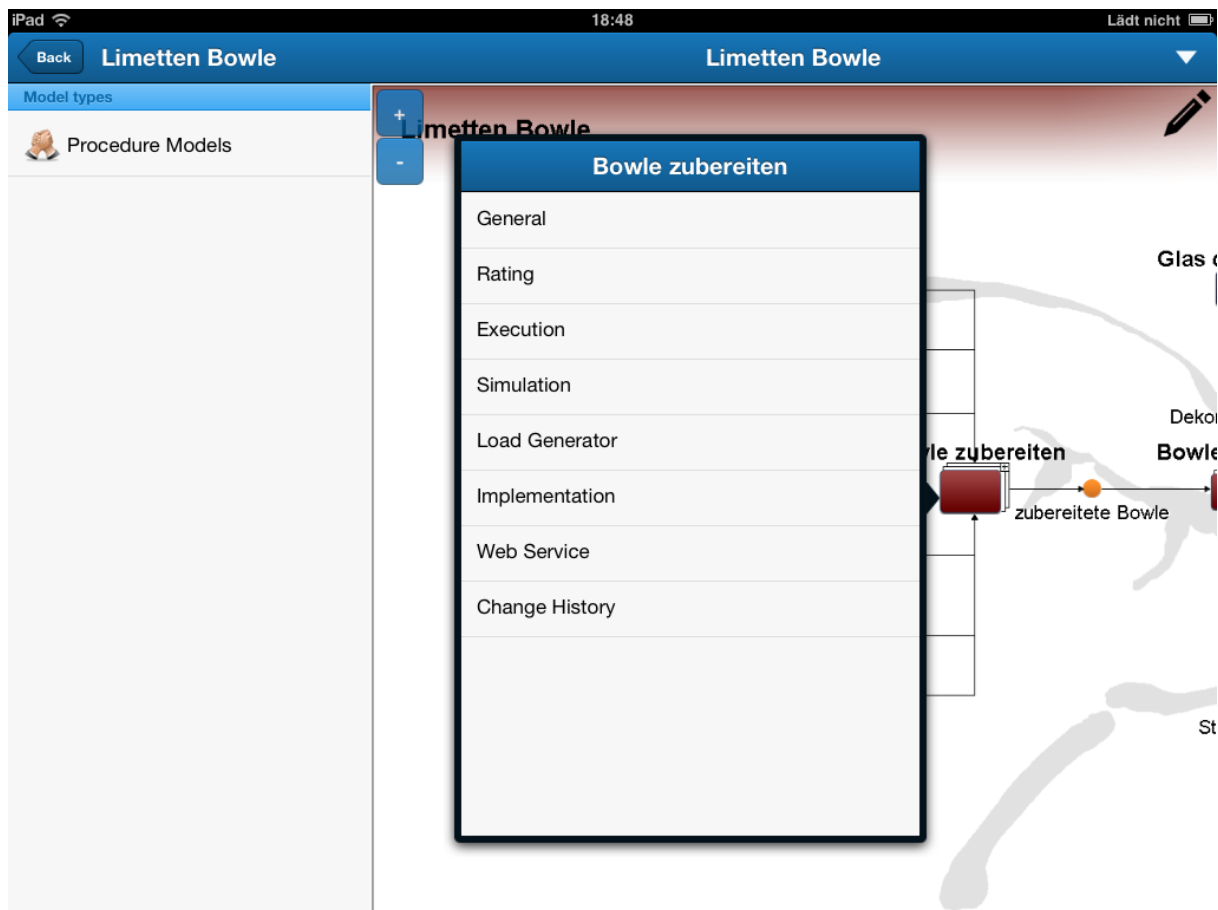 iPad 18:48 Lädt nicht
Back Limetten Bowle Limetten Bowle
Model types
Procedure Models
+
-
Limetten Bowle
Bowle zubereiten
General
Rating
Execution
Simulation
Load Generator
Implementation
Web Service
Change History
Glas
Dekor
zubereiten
Bowle
zubereitete Bowle
St